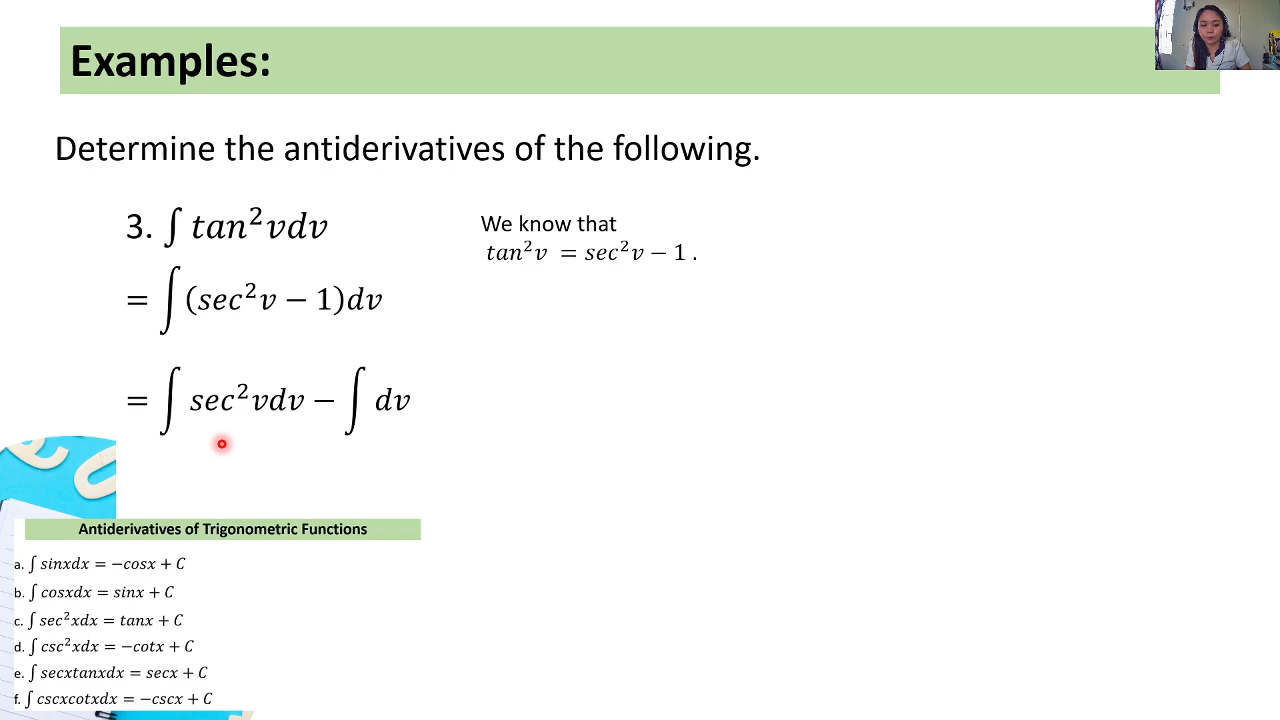 Examples:
Determine the antiderivatives of the following.
3. ∫ tan²vdv
We know that
tan²v = sec²v − 1 .
= ∫ (sec²v − 1)dv
= ∫ sec²vdv − ∫ dv
Antiderivatives of Trigonometric Functions
a. ∫ sinxdx = −cosx + C
b. ∫ cosxdx = sinx + C
c. ∫ sec²xdx = tanx + C
d. ∫ csc²xdx = −cotx + C
e. ∫ secxtanxdx = secx + C
f. ∫ cscxcotxdx = −cscx + C